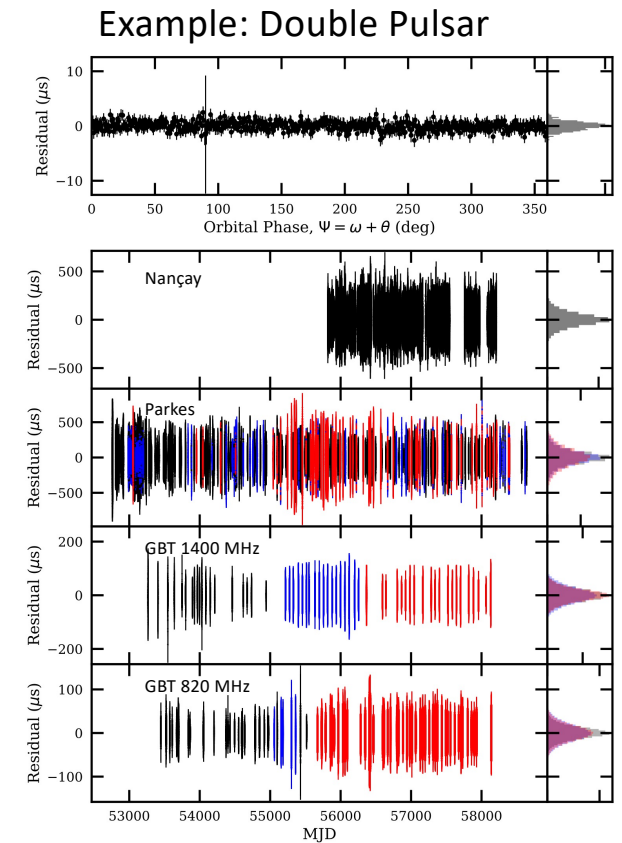 Example: Double Pulsar
10
0
−10
Residual (μs)
0 50 100 150 200 250 300 350
Orbital Phase, Ψ = ω + θ (deg)
Nançay
500
0
−500
Residual (μs)
Parkes
500
0
−500
Residual (μs)
GBT 1400 MHz
200
0
−200
Residual (μs)
GBT 820 MHz
100
0
−100
Residual (μs)
53000 54000 55000 56000 57000 58000
MJD